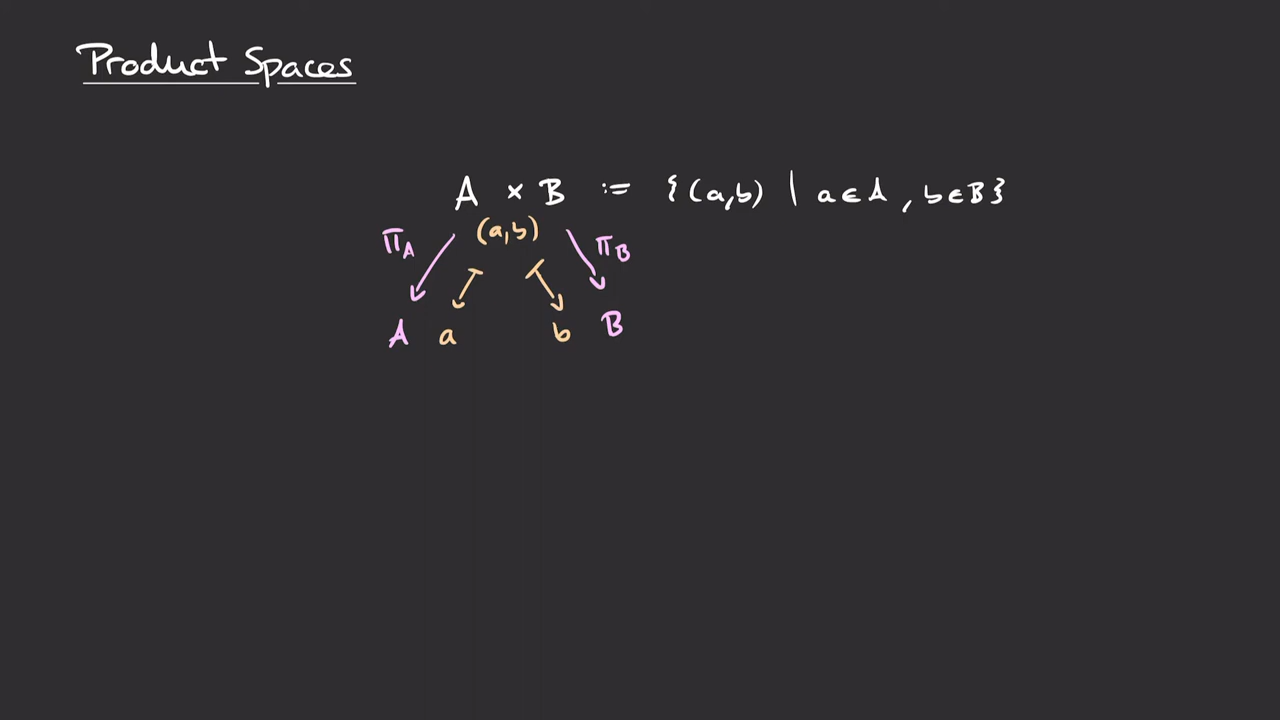 Product Spaces
A × B := {(a,b) | a ∈ A , b ∈ B}
π_A (a,b) π_B
A a b B